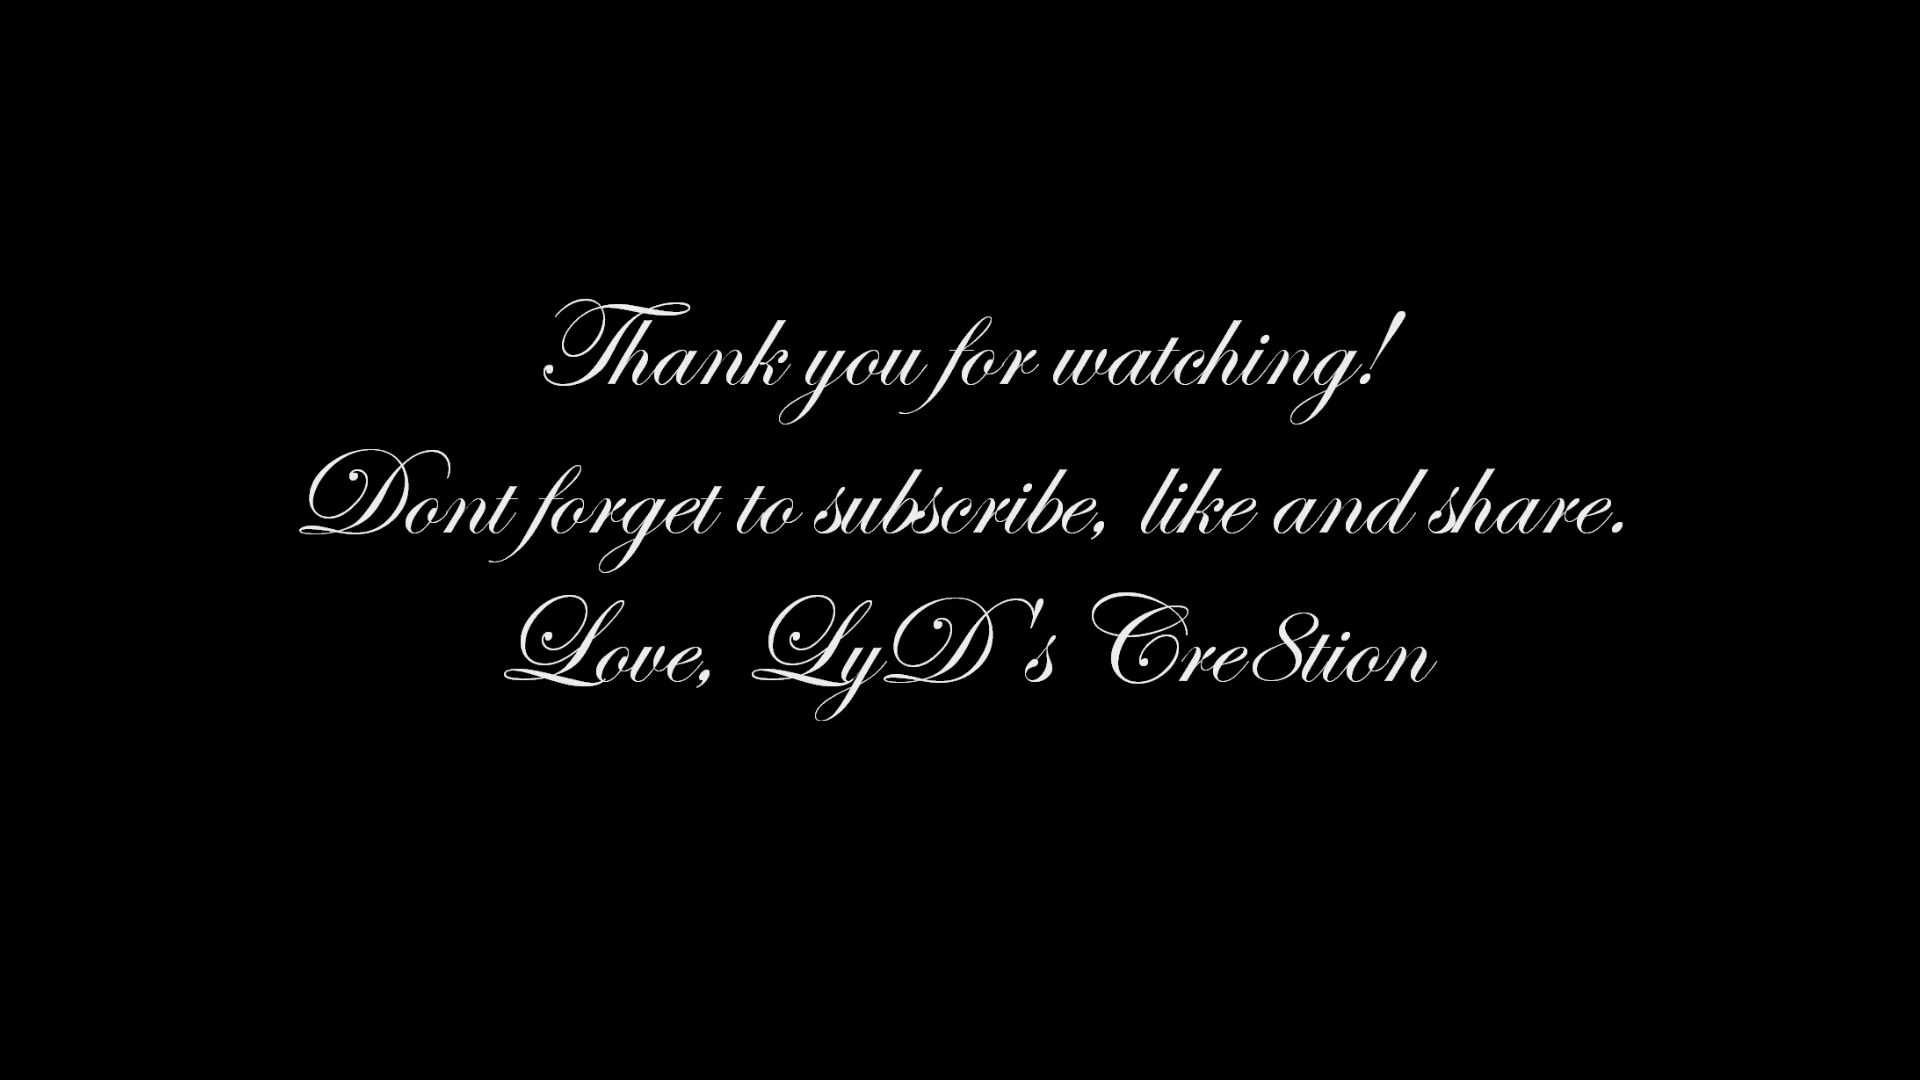 Thank you for watching!
Dont forget to subscribe, like and share.
Love, LyD's Cre8tion